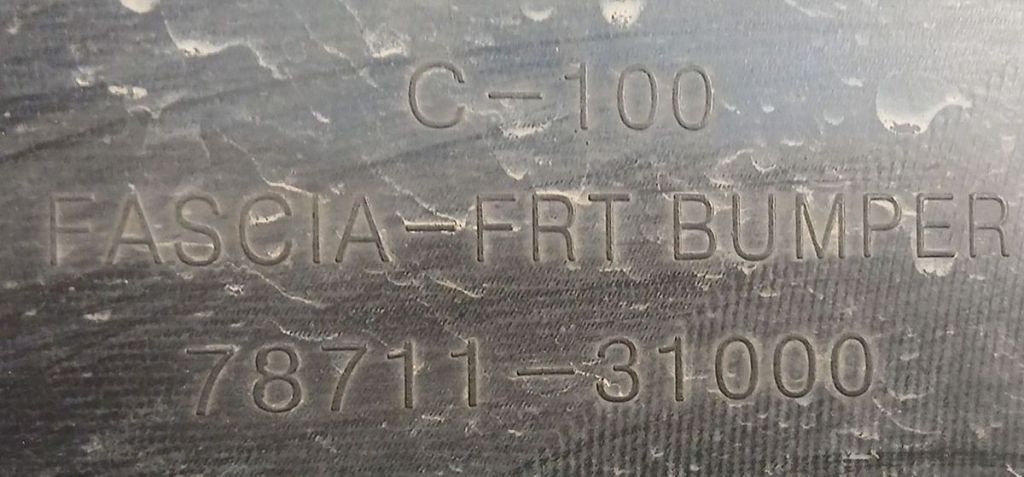 C-100
FASCIA-FRT BUMPER
78711-31000